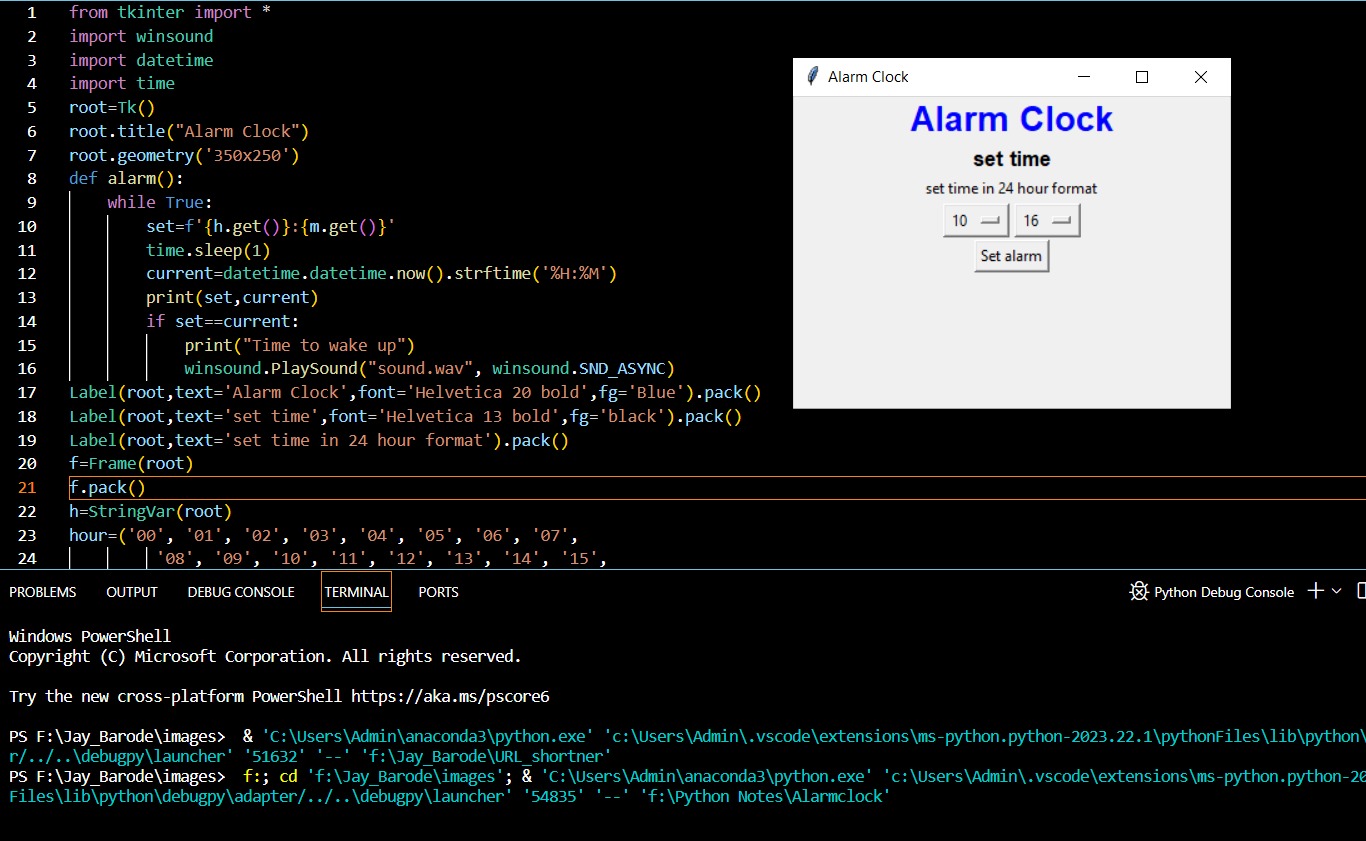 1 from tkinter import *
2 import winsound
3 import datetime
4 import time
5 root=Tk()
6 root.title("Alarm Clock")
7 root.geometry('350x250')
8 def alarm():
9 while True:
10 set=f'{h.get()}:{m.get()}'
11 time.sleep(1)
12 current=datetime.datetime.now().strftime('%H:%M')
13 print(set,current)
14 if set==current:
15 print("Time to wake up")
16 winsound.PlaySound("sound.wav", winsound.SND_ASYNC)
17 Label(root,text='Alarm Clock',font='Helvetica 20 bold',fg='Blue').pack()
18 Label(root,text='set time',font='Helvetica 13 bold',fg='black').pack()
19 Label(root,text='set time in 24 hour format').pack()
20 f=Frame(root)
21 f.pack()
22 h=StringVar(root)
23 hour=('00', '01', '02', '03', '04', '05', '06', '07',
24 '08', '09', '10', '11', '12', '13', '14', '15',
Alarm Clock
Alarm Clock
set time
set time in 24 hour format
10 16
Set alarm
PROBLEMS OUTPUT DEBUG CONSOLE TERMINAL PORTS Python Debug Console
Windows PowerShell
Copyright (C) Microsoft Corporation. All rights reserved.
Try the new cross-platform PowerShell https://aka.ms/pscore6
PS F:\Jay_Barode\images>  & 'C:\Users\Admin\anaconda3\python.exe' 'c:\Users\Admin\.vscode\extensions\ms-python.python-2023.22.1\pythonFiles\lib\python\
r/../..\debugpy\launcher' '51632' '--' 'f:\Jay_Barode\URL_shortner'
PS F:\Jay_Barode\images>  f:; cd 'f:\Jay_Barode\images'; & 'C:\Users\Admin\anaconda3\python.exe' 'c:\Users\Admin\.vscode\extensions\ms-python.python-20
Files\lib\python\debugpy\adapter/../..\debugpy\launcher' '54835' '--' 'f:\Python Notes\Alarmclock'